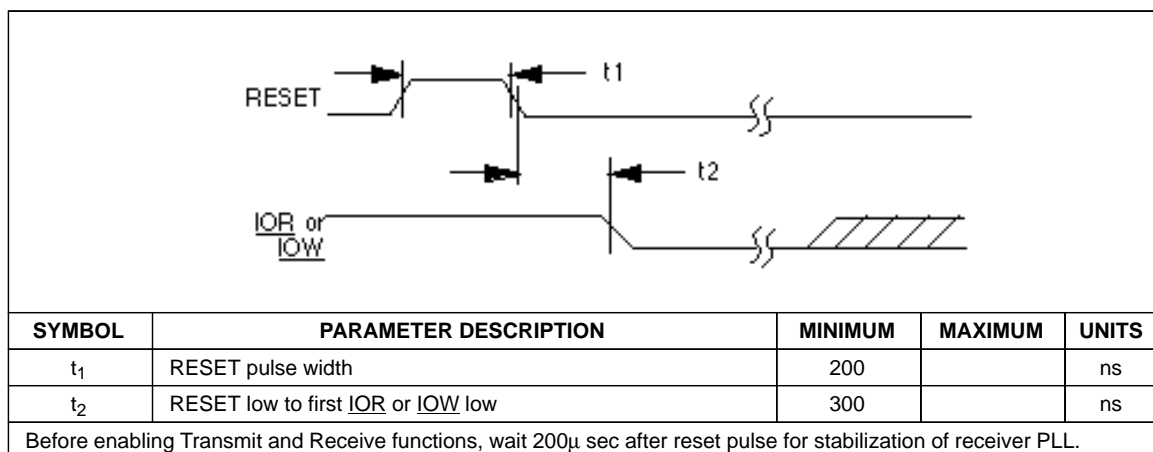 t1
RESET
t2
IOR or
IOW
SYMBOL PARAMETER DESCRIPTION MINIMUM MAXIMUM UNITS
t1 RESET pulse width 200 ns
t2 RESET low to first IOR or IOW low 300 ns
Before enabling Transmit and Receive functions, wait 200μ sec after reset pulse for stabilization of receiver PLL.